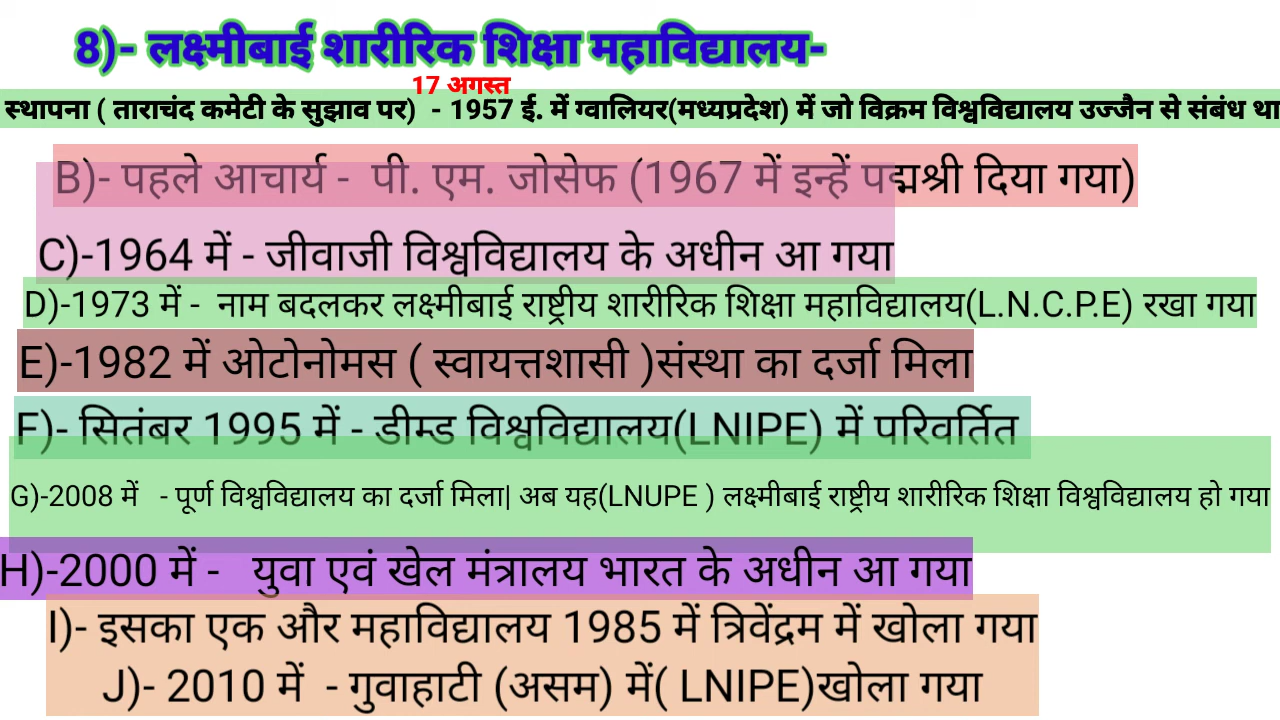 8)- लक्ष्मीबाई शारीरिक शिक्षा महाविद्यालय-
17 अगस्त
स्थापना ( ताराचंद कमेटी के सुझाव पर) - 1957 ई. में ग्वालियर(मध्यप्रदेश) में जो विक्रम विश्वविद्यालय उज्जैन से संबंध था
B)- पहले आचार्य - पी. एम. जोसेफ (1967 में इन्हें पद्मश्री दिया गया)
C)-1964 में - जीवाजी विश्वविद्यालय के अधीन आ गया
D)-1973 में - नाम बदलकर लक्ष्मीबाई राष्ट्रीय शारीरिक शिक्षा महाविद्यालय(L.N.C.P.E) रखा गया
E)-1982 में ओटोनोमस ( स्वायत्तशासी )संस्था का दर्जा मिला
F)- सितंबर 1995 में - डीम्ड विश्वविद्यालय(LNIPE) में परिवर्तित
G)-2008 में - पूर्ण विश्वविद्यालय का दर्जा मिला| अब यह(LNUPE ) लक्ष्मीबाई राष्ट्रीय शारीरिक शिक्षा विश्वविद्यालय हो गया
H)-2000 में - युवा एवं खेल मंत्रालय भारत के अधीन आ गया
I)- इसका एक और महाविद्यालय 1985 में त्रिवेंद्रम में खोला गया
J)- 2010 में - गुवाहाटी (असम) में( LNIPE)खोला गया